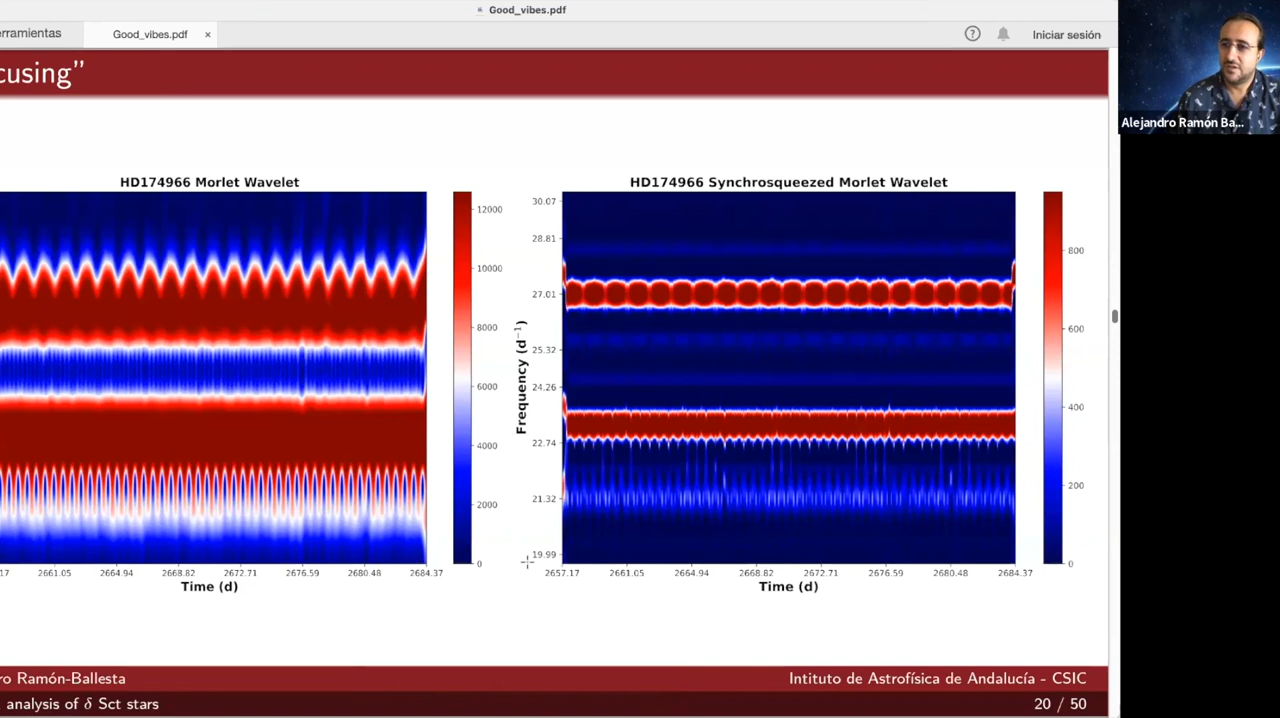 Good_vibes.pdf
erramientas
Good_vibes.pdf ×
? Iniciar sesión
cusing”
Alejandro Ramón Ba...
HD174966 Morlet Wavelet
12000
10000
8000
6000
4000
2000
0
17 2661.05 2664.94 2668.82 2672.71 2676.59 2680.48 2684.37
Time (d)
HD174966 Synchrosqueezed Morlet Wavelet
Frequency (d⁻¹)
30.07
28.81
27.01
25.32
24.26
22.74
21.32
19.99
2657.17 2661.05 2664.94 2668.82 2672.71 2676.59 2680.48 2684.37
Time (d)
800
600
400
200
0
ro Ramón-Ballesta
Intituto de Astrofísica de Andalucía - CSIC
analysis of δ Sct stars
20 / 50